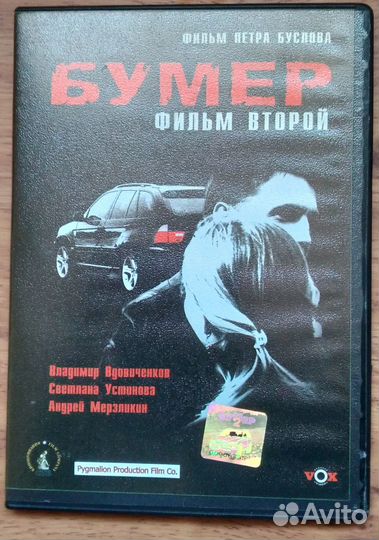 ФИЛЬМ ПЕТРА БУСЛОВА
БУМЕР
ФИЛЬМ ВТОРОЙ
Владимир Вдовиченков
Светлана Устинова
Андрей Мерзликин
Pygmalion Production Film Co.
VOX
Avito